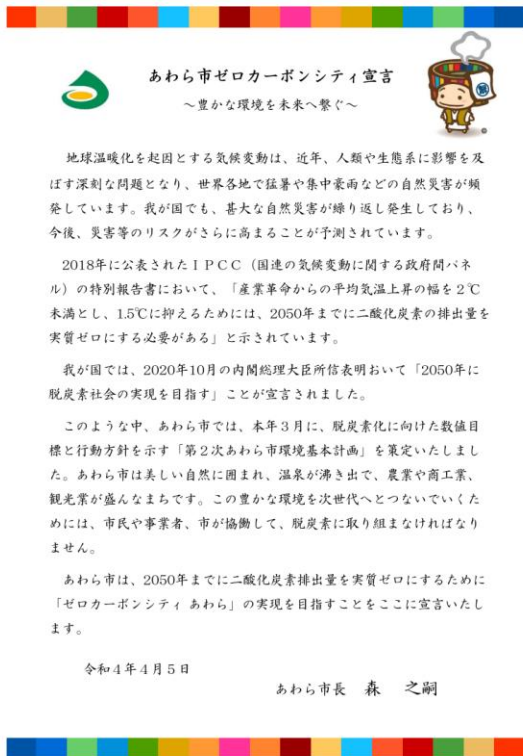 あわら市ゼロカーボンシティ宣言
～豊かな環境を未来へ繋ぐ～
地球温暖化を起因とする気候変動は、近年、人類や生態系に影響を及
ぼす深刻な問題となり、世界各地で猛暑や集中豪雨などの自然災害が頻
発しています。我が国でも、甚大な自然災害が繰り返し発生しており、
今後、災害等のリスクがさらに高まることが予測されています。
2018年に公表されたＩＰＣＣ（国連の気候変動に関する政府間パネ
ル）の特別報告書において、「産業革命からの平均気温上昇の幅を２℃
未満とし、1.5℃に抑えるためには、2050年までに二酸化炭素の排出量を
実質ゼロにする必要がある」と示されています。
我が国では、2020年10月の内閣総理大臣所信表明おいて「2050年に
脱炭素社会の実現を目指す」ことが宣言されました。
このような中、あわら市では、本年３月に、脱炭素化に向けた数値目
標と行動方針を示す「第２次あわら市環境基本計画」を策定いたしまし
た。あわら市は美しい自然に囲まれ、温泉が沸き出で、農業や商工業、
観光業が盛んなまちです。この豊かな環境を次世代へとつないでいくた
めには、市民や事業者、市が協働して、脱炭素に取り組まなければなり
ません。
あわら市は、2050年までに二酸化炭素排出量を実質ゼロにするために
「ゼロカーボンシティ あわら」の実現を目指すことをここに宣言いたし
ます。
令和４年４月５日
あわら市長　森　之嗣